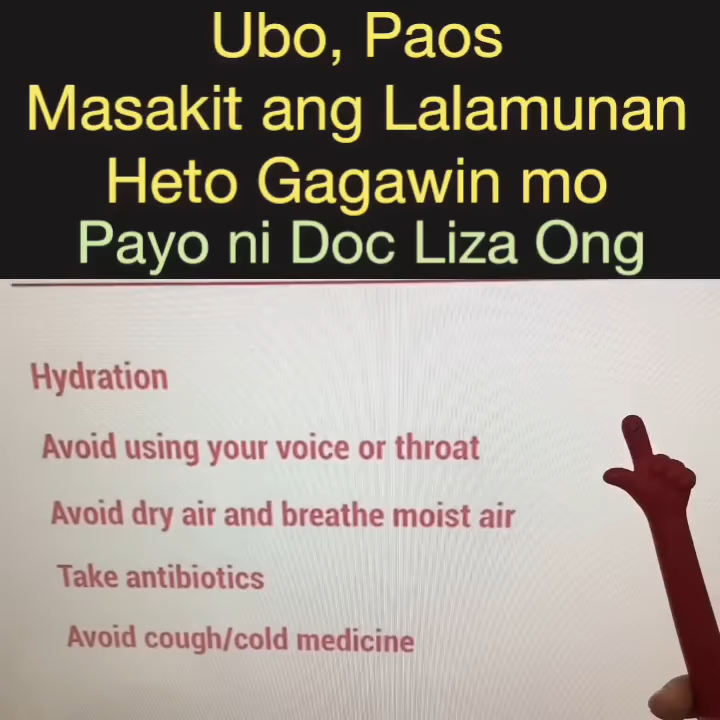 Ubo, Paos
Masakit ang Lalamunan
Heto Gagawin mo
Payo ni Doc Liza Ong
Hydration
Avoid using your voice or throat
Avoid dry air and breathe moist air
Take antibiotics
Avoid cough/cold medicine